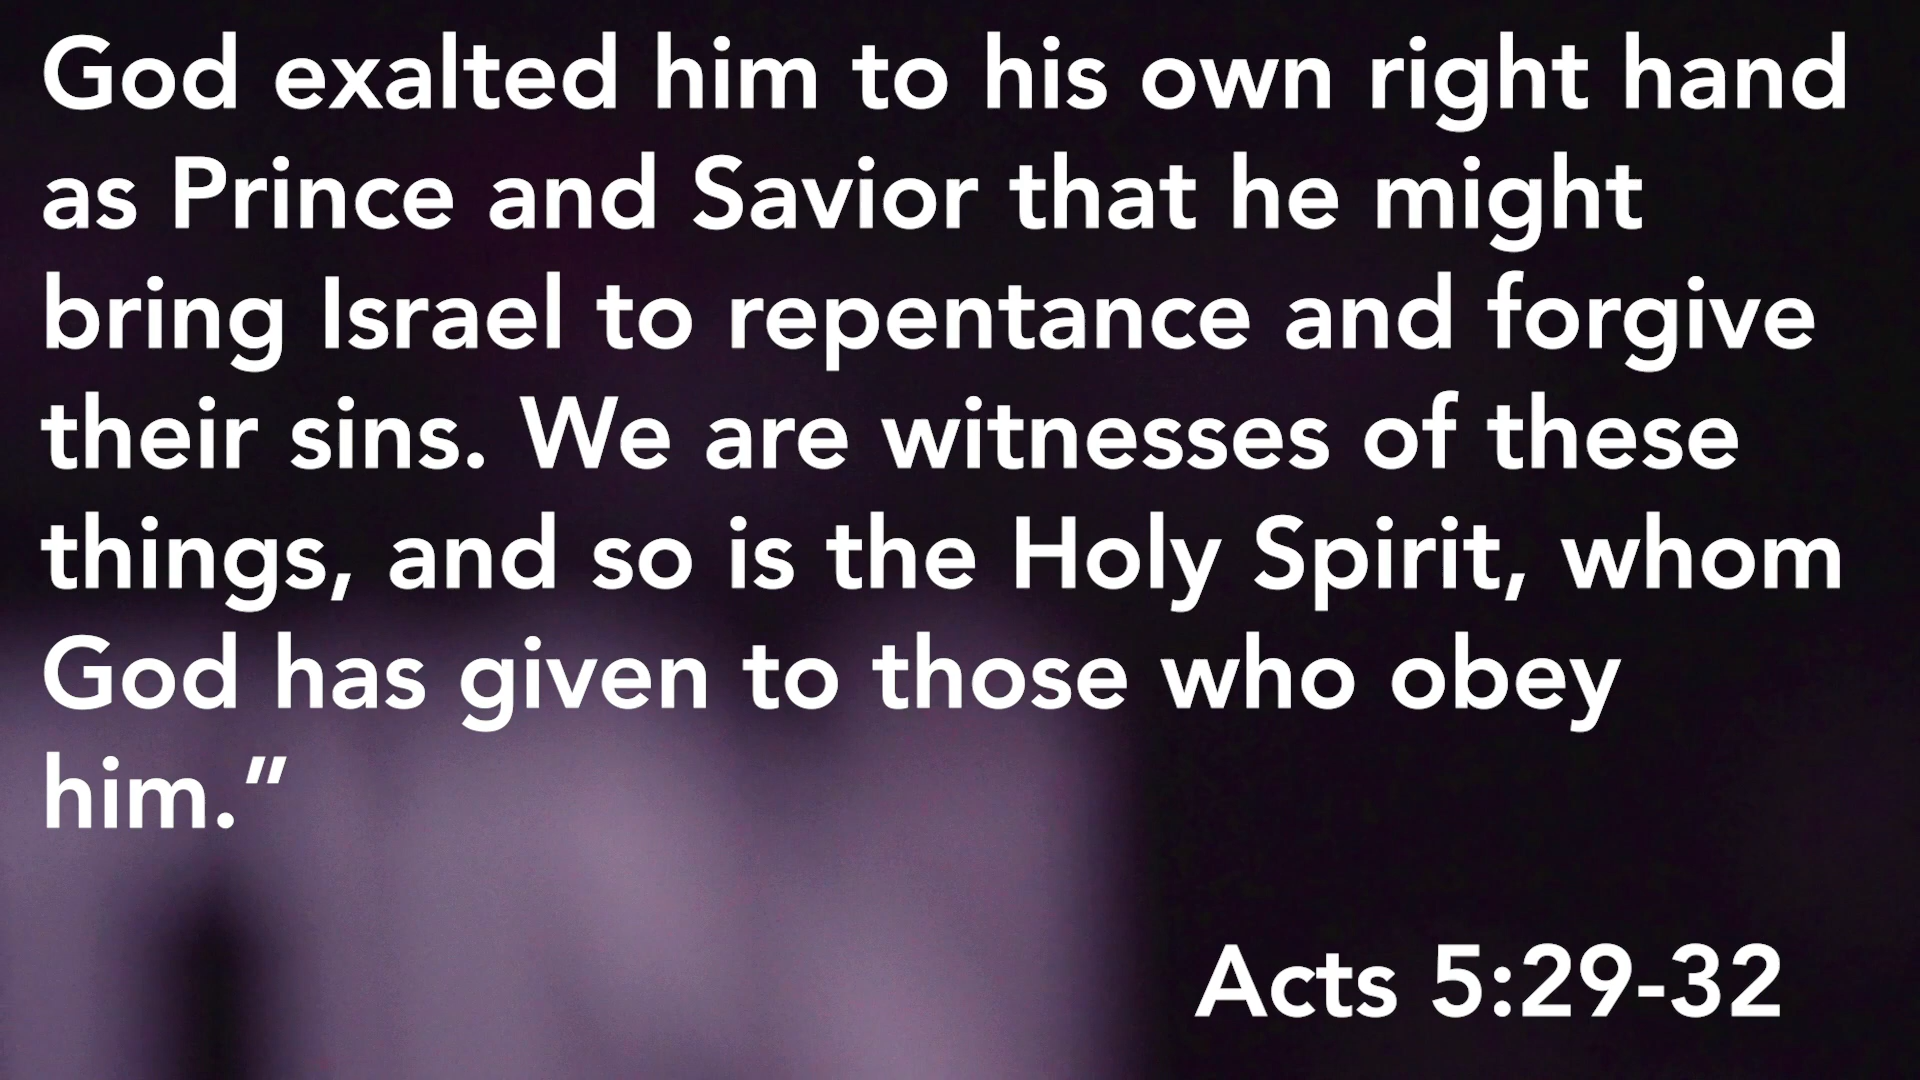 God exalted him to his own right hand
as Prince and Savior that he might
bring Israel to repentance and forgive
their sins. We are witnesses of these
things, and so is the Holy Spirit, whom
God has given to those who obey
him.”
Acts 5:29-32